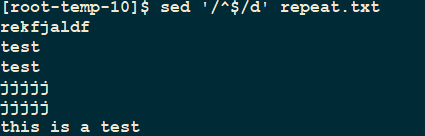 [root-temp-10]$ sed '/^$/d' repeat.txt
rekfjaldf
test
test
jjjjj
jjjjj
this is a test